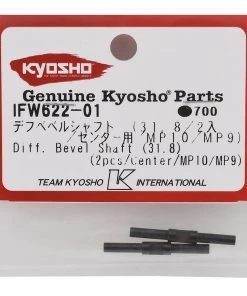 KYOSHO KYOSHO
Genuine Kyosho Parts
IFW622-01 ●700
デフベベルシャフト (31.8/2入
/センター用 MP10/MP9)
Diff. Bevel Shaft (31.8)
(2pcs/Center/MP10/MP9)
TEAM KYOSHO K INTERNATIONAL